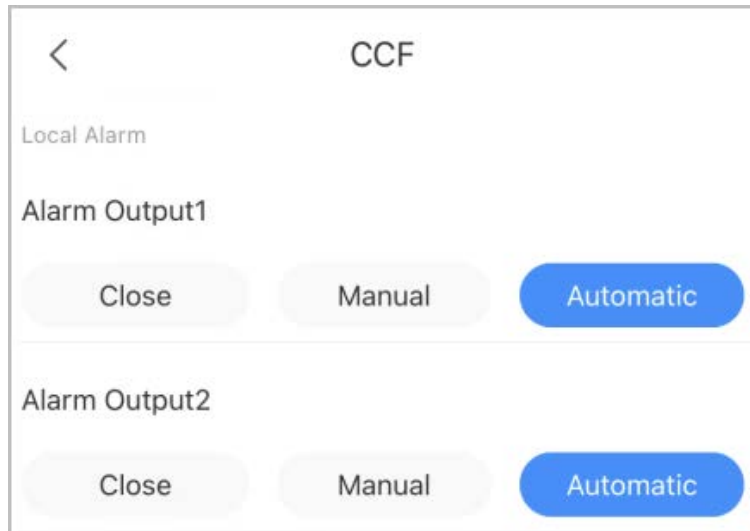 CCF
Local Alarm
Alarm Output1
Close Manual Automatic
Alarm Output2
Close Manual Automatic